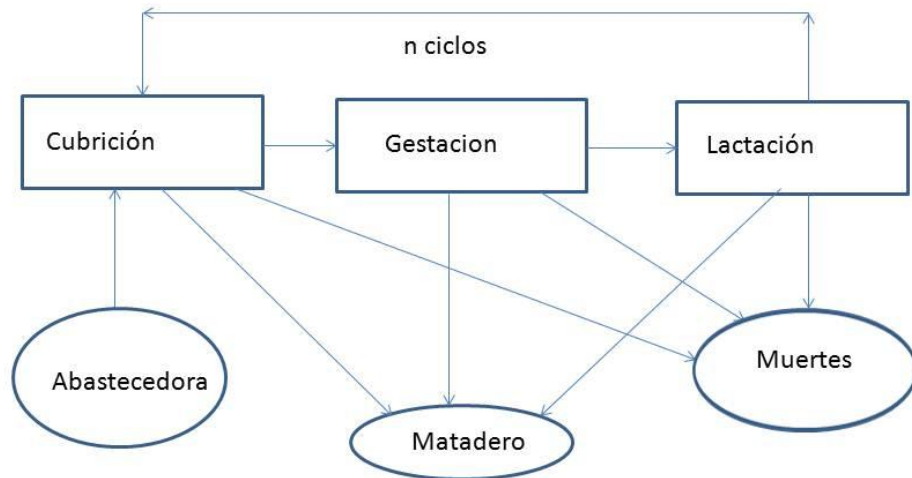 n ciclos
Cubrición
Gestacion
Lactación
Abastecedora
Matadero
Muertes